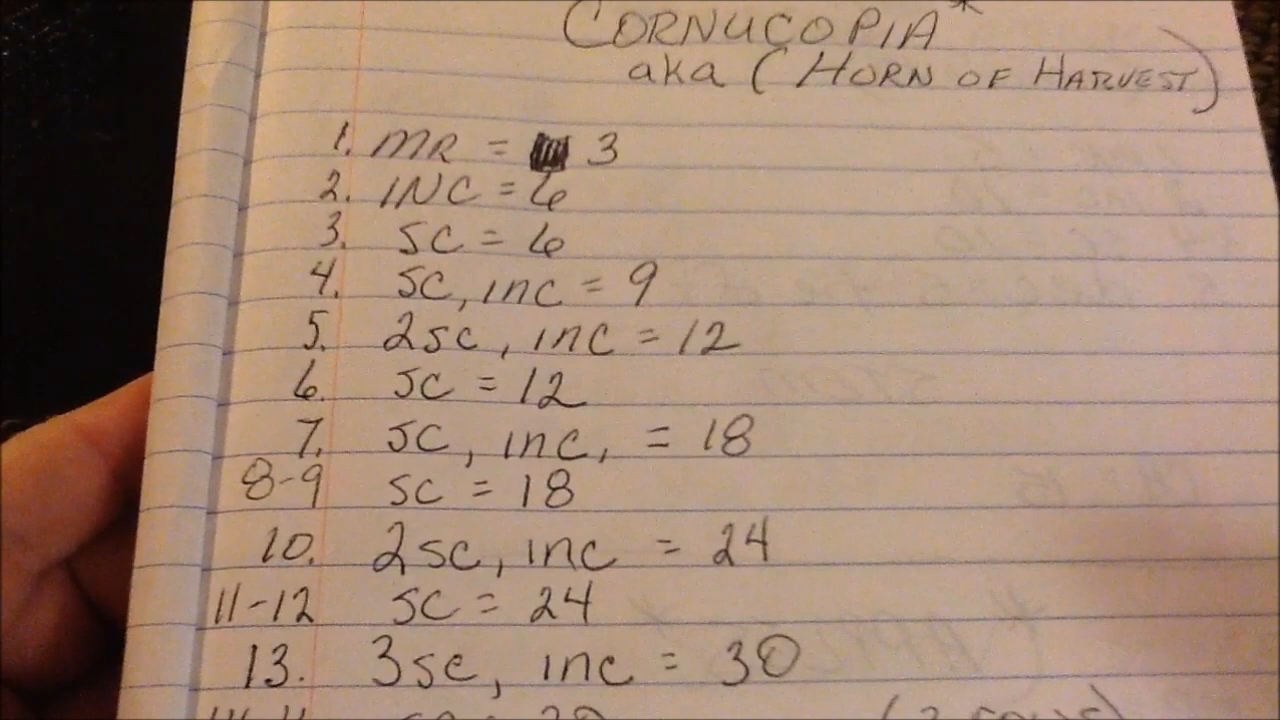 CORNUCOPIA*
aka (HORN OF HARVEST)
1. MR = 3
2. INC = 6
3. SC = 6
4. SC, inc = 9
5. 2SC, inc = 12
6. SC = 12
7. SC, inc, = 18
8-9 SC = 18
10. 2SC, inc = 24
11-12 SC = 24
13. 3SC, inc = 30